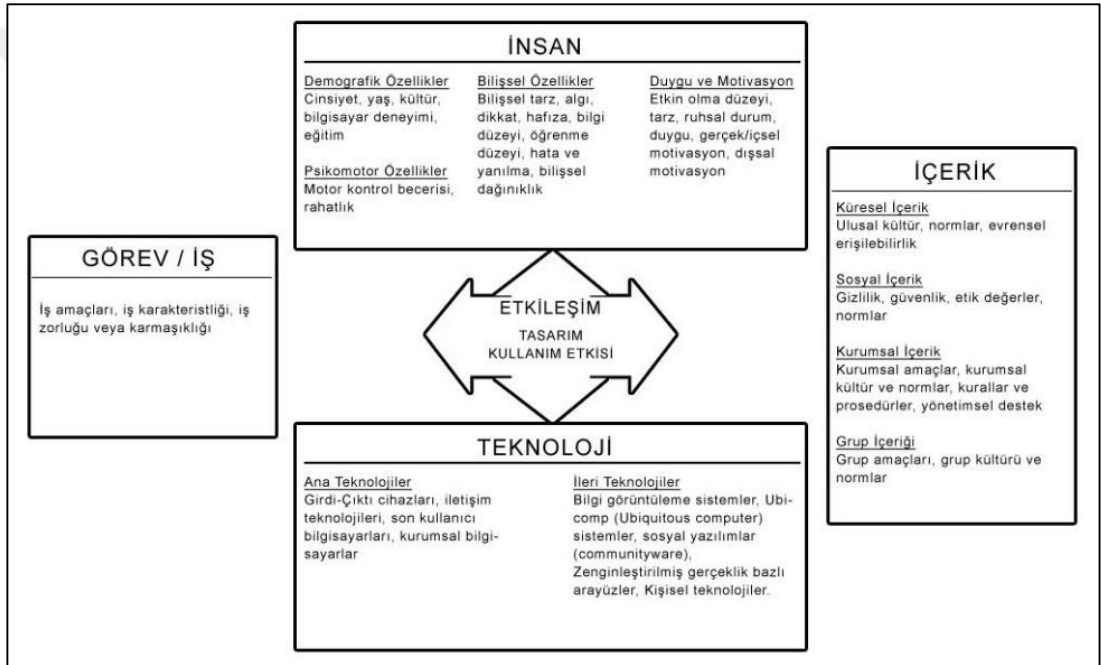 İNSAN
Demografik Özellikler
Cinsiyet, yaş, kültür,
bilgisayar deneyimi,
eğitim
Psikomotor Özellikler
Motor kontrol becerisi,
rahatlık
Bilişsel Özellikler
Bilişsel tarz, algı,
dikkat, hafıza, bilgi
düzeyi, öğrenme
düzeyi, hata ve
yanılma, bilişsel
dağınıklık
Duygu ve Motivasyon
Etkin olma düzeyi,
tarz, ruhsal durum,
duygu, gerçek/içsel
motivasyon, dışsal
motivasyon
GÖREV / İŞ
İş amaçları, iş karakteristliği, iş
zorluğu veya karmaşıklığı
ETKİLEŞİM
TASARIM
KULLANIM ETKİSİ
İÇERİK
Küresel İçerik
Ulusal kültür, normlar, evrensel
erişilebilirlik
Sosyal İçerik
Gizlilik, güvenlik, etik değerler,
normlar
Kurumsal İçerik
Kurumsal amaçlar, kurumsal
kültür ve normlar, kurallar ve
prosedürler, yönetimsel destek
Grup İçeriği
Grup amaçları, grup kültürü ve
normlar
TEKNOLOJİ
Ana Teknolojiler
Girdi-Çıktı cihazları, iletişim
teknolojileri, son kullanıcı
bilgisayarları, kurumsal bilgi-
sayarlar
İleri Teknolojiler
Bilgi görüntüleme sistemler, Ubi-
comp (Ubiquitous computer)
sistemler, sosyal yazılımlar
(communityware),
Zenginleştirilmiş gerçeklik bazlı
arayüzler, Kişisel teknolojiler.